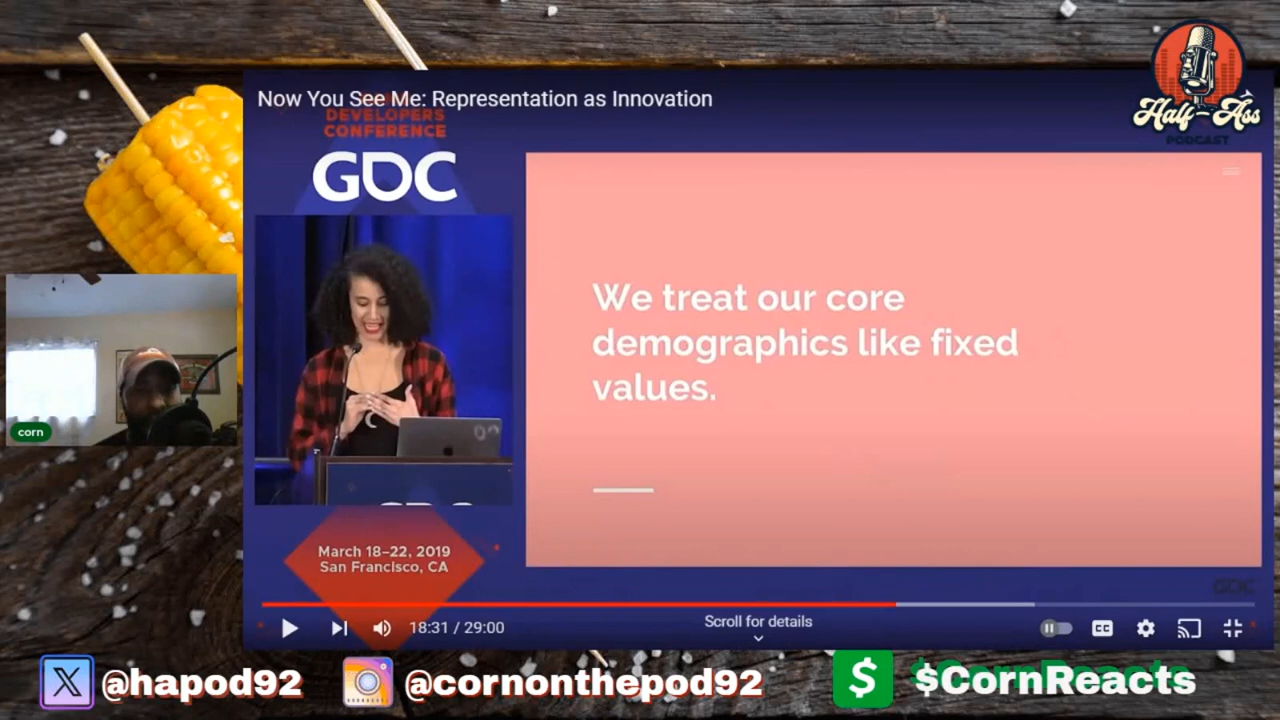 Half-Ass
PODCAST
Now You See Me: Representation as Innovation
DEVELOPERS
CONFERENCE
GDC
We treat our core
demographics like fixed
values.
corn
March 18–22, 2019
San Francisco, CA
GDC
18:31 / 29:00
Scroll for details
CC
@hapod92
@cornonthepod92
$
$CornReacts